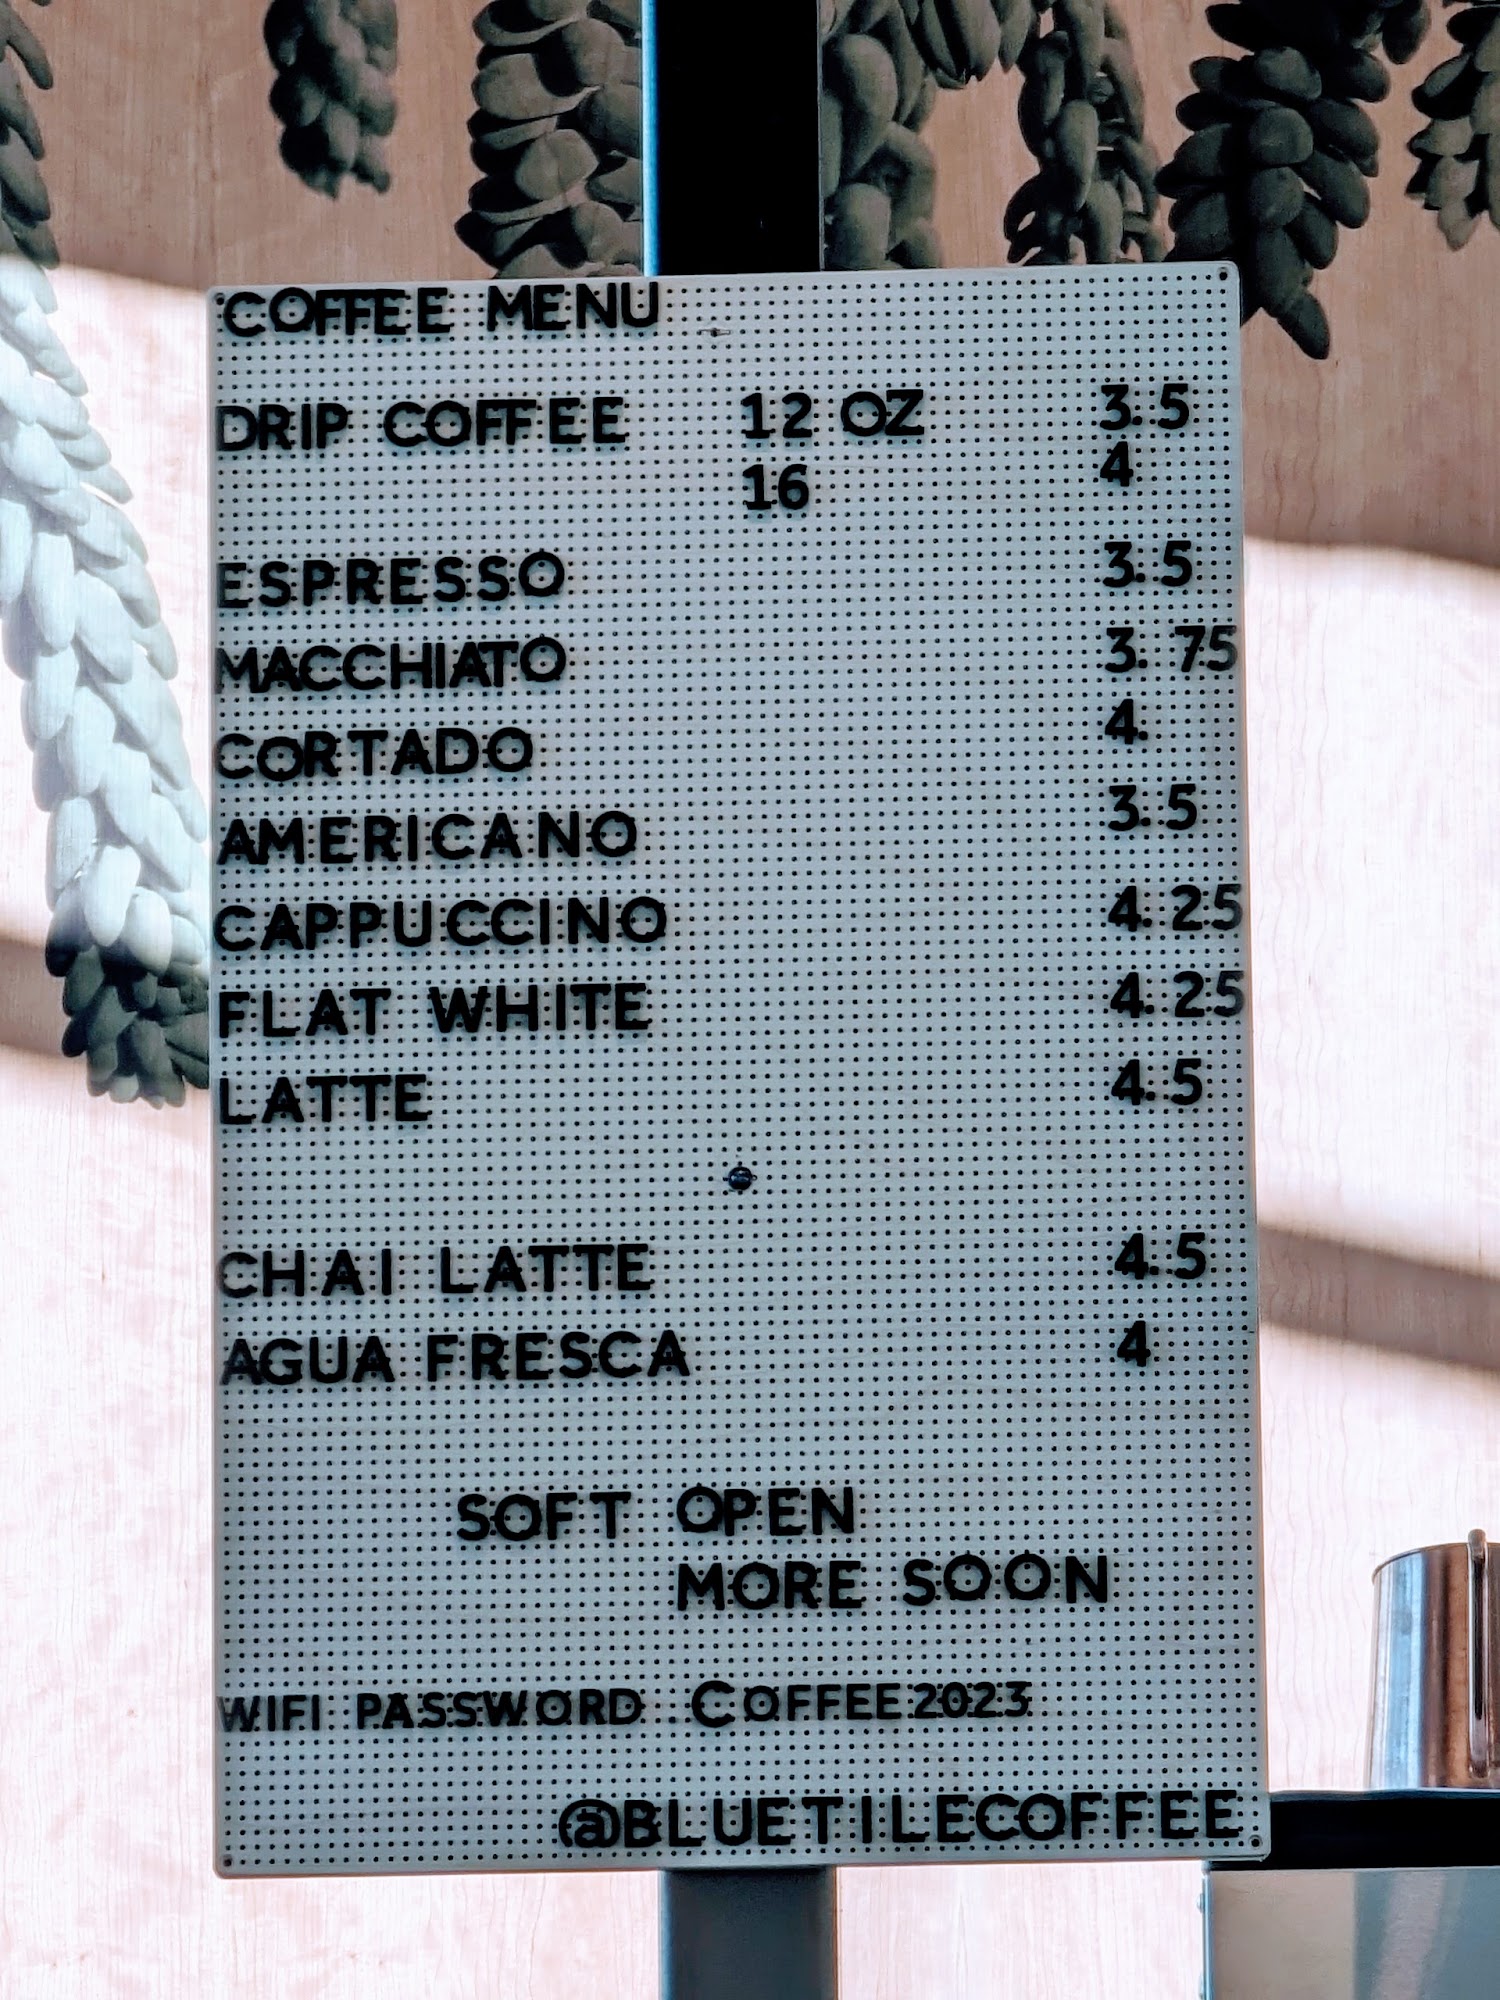 COFFEE MENU
DRIP COFFEE 12 OZ 3.5
16 4
ESPRESSO 3.5
MACCHIATO 3.75
CORTADO 4.
AMERICANO 3.5
CAPPUCCINO 4.25
FLAT WHITE 4.25
LATTE 4.5
CHAI LATTE 4.5
AGUA FRESCA 4
SOFT OPEN
MORE SOON
WIFI PASSWORD COFFEE2023
@BLUETILECOFFEE